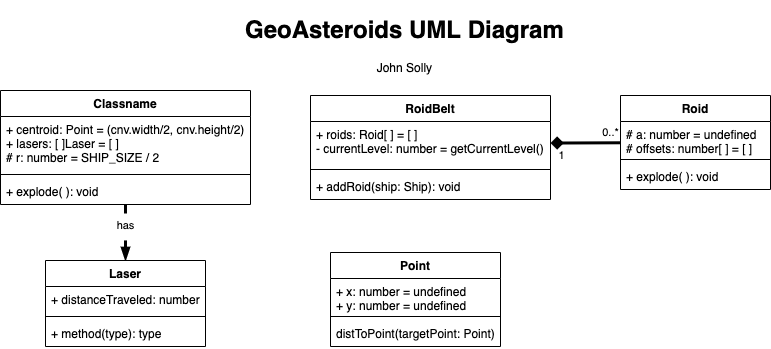 GeoAsteroids UML Diagram
John Solly
Classname
+ centroid: Point = (cnv.width/2, cnv.height/2)
+ lasers: [ ]Laser = [ ]
# r: number = SHIP_SIZE / 2
+ explode( ): void
has
Laser
+ distanceTraveled: number
+ method(type): type
RoidBelt
+ roids: Roid[ ] = [ ]
- currentLevel: number = getCurrentLevel()
+ addRoid(ship: Ship): void
1
0..*
Roid
# a: number = undefined
# offsets: number[ ] = [ ]
+ explode( ): void
Point
+ x: number = undefined
+ y: number = undefined
distToPoint(targetPoint: Point)